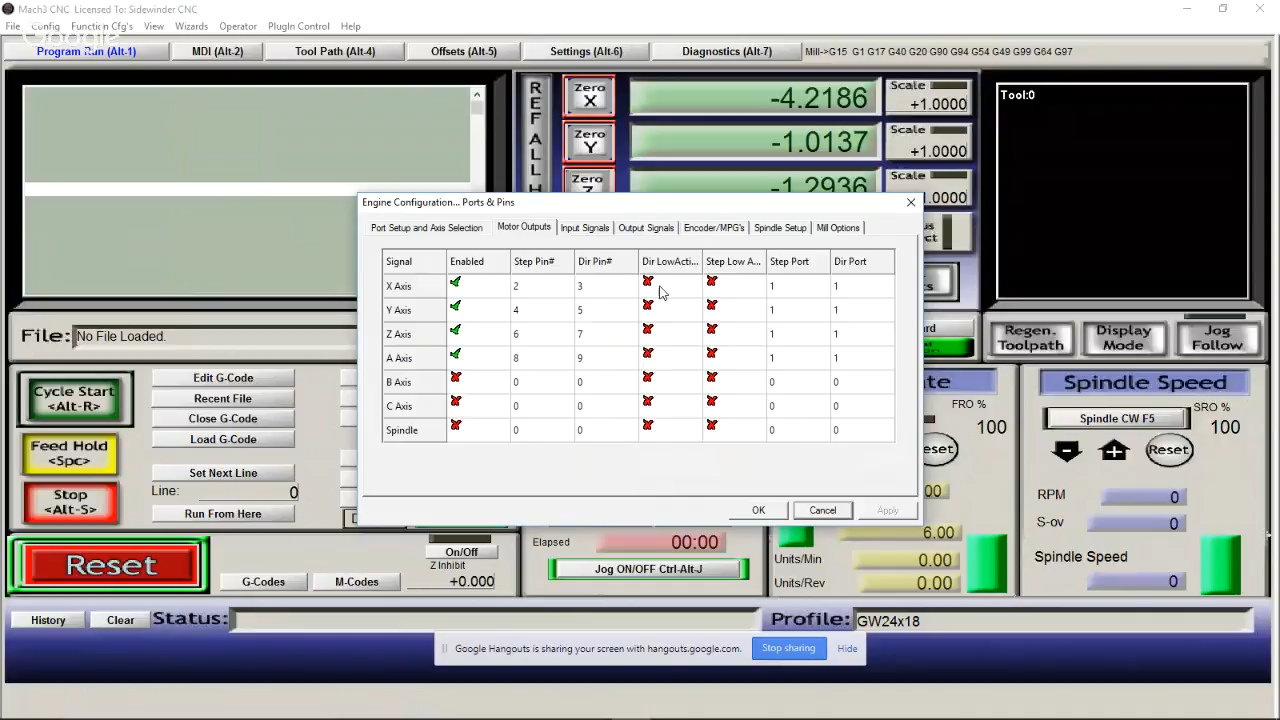 Mach3 CNC Licensed To: Sidewinder CNC
File Config Function Cfg's View Wizards Operator PlugIn Control Help
Google
Program Run (Alt-1) MDI (Alt-2) Tool Path (Alt-4) Offsets (Alt-5) Settings (Alt-6) Diagnostics (Alt-7) Mill->G15 G1 G17 G40 G20 G90 G94 G54 G49 G99 G64 G97
REF ALL H
Zero X -4.2186 Scale +1.0000
Zero Y -1.0137 Scale +1.0000
Zero -1.2936 Scale 1.0000
Tool:0
Engine Configuration... Ports & Pins
Port Setup and Axis Selection Motor Outputs Input Signals Output Signals Encoder/MPG's Spindle Setup Mill Options
Signal Enabled Step Pin# Dir Pin# Dir LowActi... Step Low A... Step Port Dir Port
X Axis 2 3 1 1
Y Axis 4 5 1 1
Z Axis 6 7 1 1
A Axis 8 9 1 1
B Axis 0 0 0 0
C Axis 0 0 0 0
Spindle 0 0 0 0
OK Cancel Apply
File: No File Loaded.
Regen. Toolpath Display Mode Jog Follow
Cycle Start
<Alt-R>
Feed Hold
<Spc>
Stop
<Alt-S>
Edit G-Code
Recent File
Close G-Code
Load G-Code
Set Next Line
Line: 0
Run From Here
FRO %
100
Spindle Speed
Spindle CW F5
SRO %
100
Reset
RPM 0
S-ov 0
Spindle Speed 0
Reset
G-Codes M-Codes
On/Off
Z Inhibit
+0.000
Elapsed 00:00
Jog ON/OFF Ctrl-Alt-J
6.00
Units/Min 0.00
Units/Rev 0.00
History Clear Status: Profile: GW24x18
Google Hangouts is sharing your screen with hangouts.google.com. Stop sharing Hide